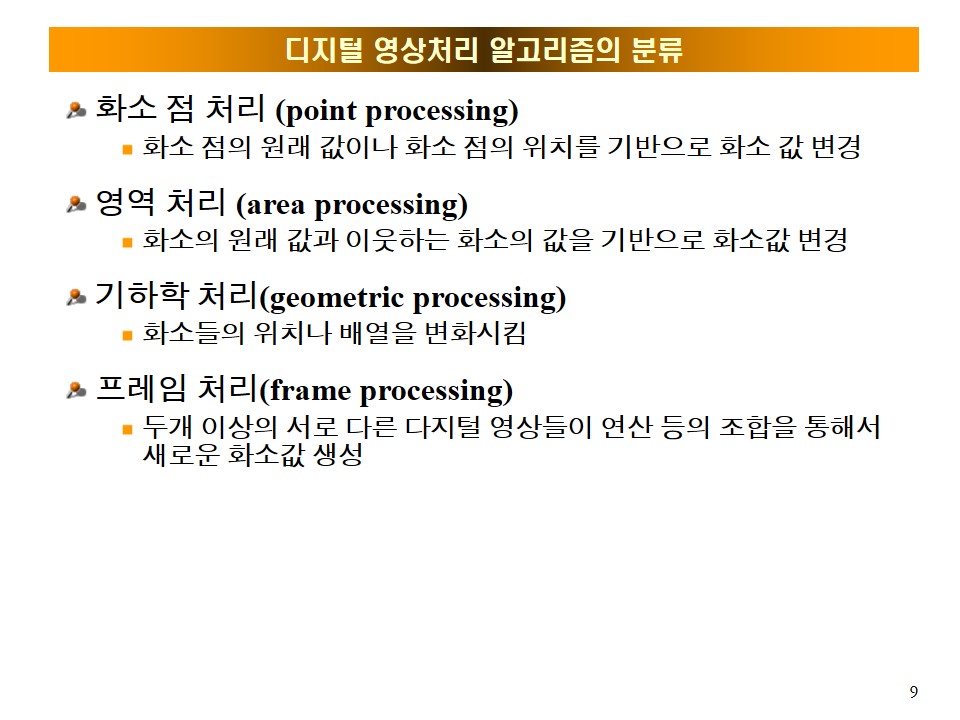 디지털 영상처리 알고리즘의 분류
화소 점 처리 (point processing)
화소 점의 원래 값이나 화소 점의 위치를 기반으로 화소 값 변경
영역 처리 (area processing)
화소의 원래 값과 이웃하는 화소의 값을 기반으로 화소값 변경
기하학 처리(geometric processing)
화소들의 위치나 배열을 변화시킴
프레임 처리(frame processing)
두개 이상의 서로 다른 다지털 영상들이 연산 등의 조합을 통해서
새로운 화소값 생성
9